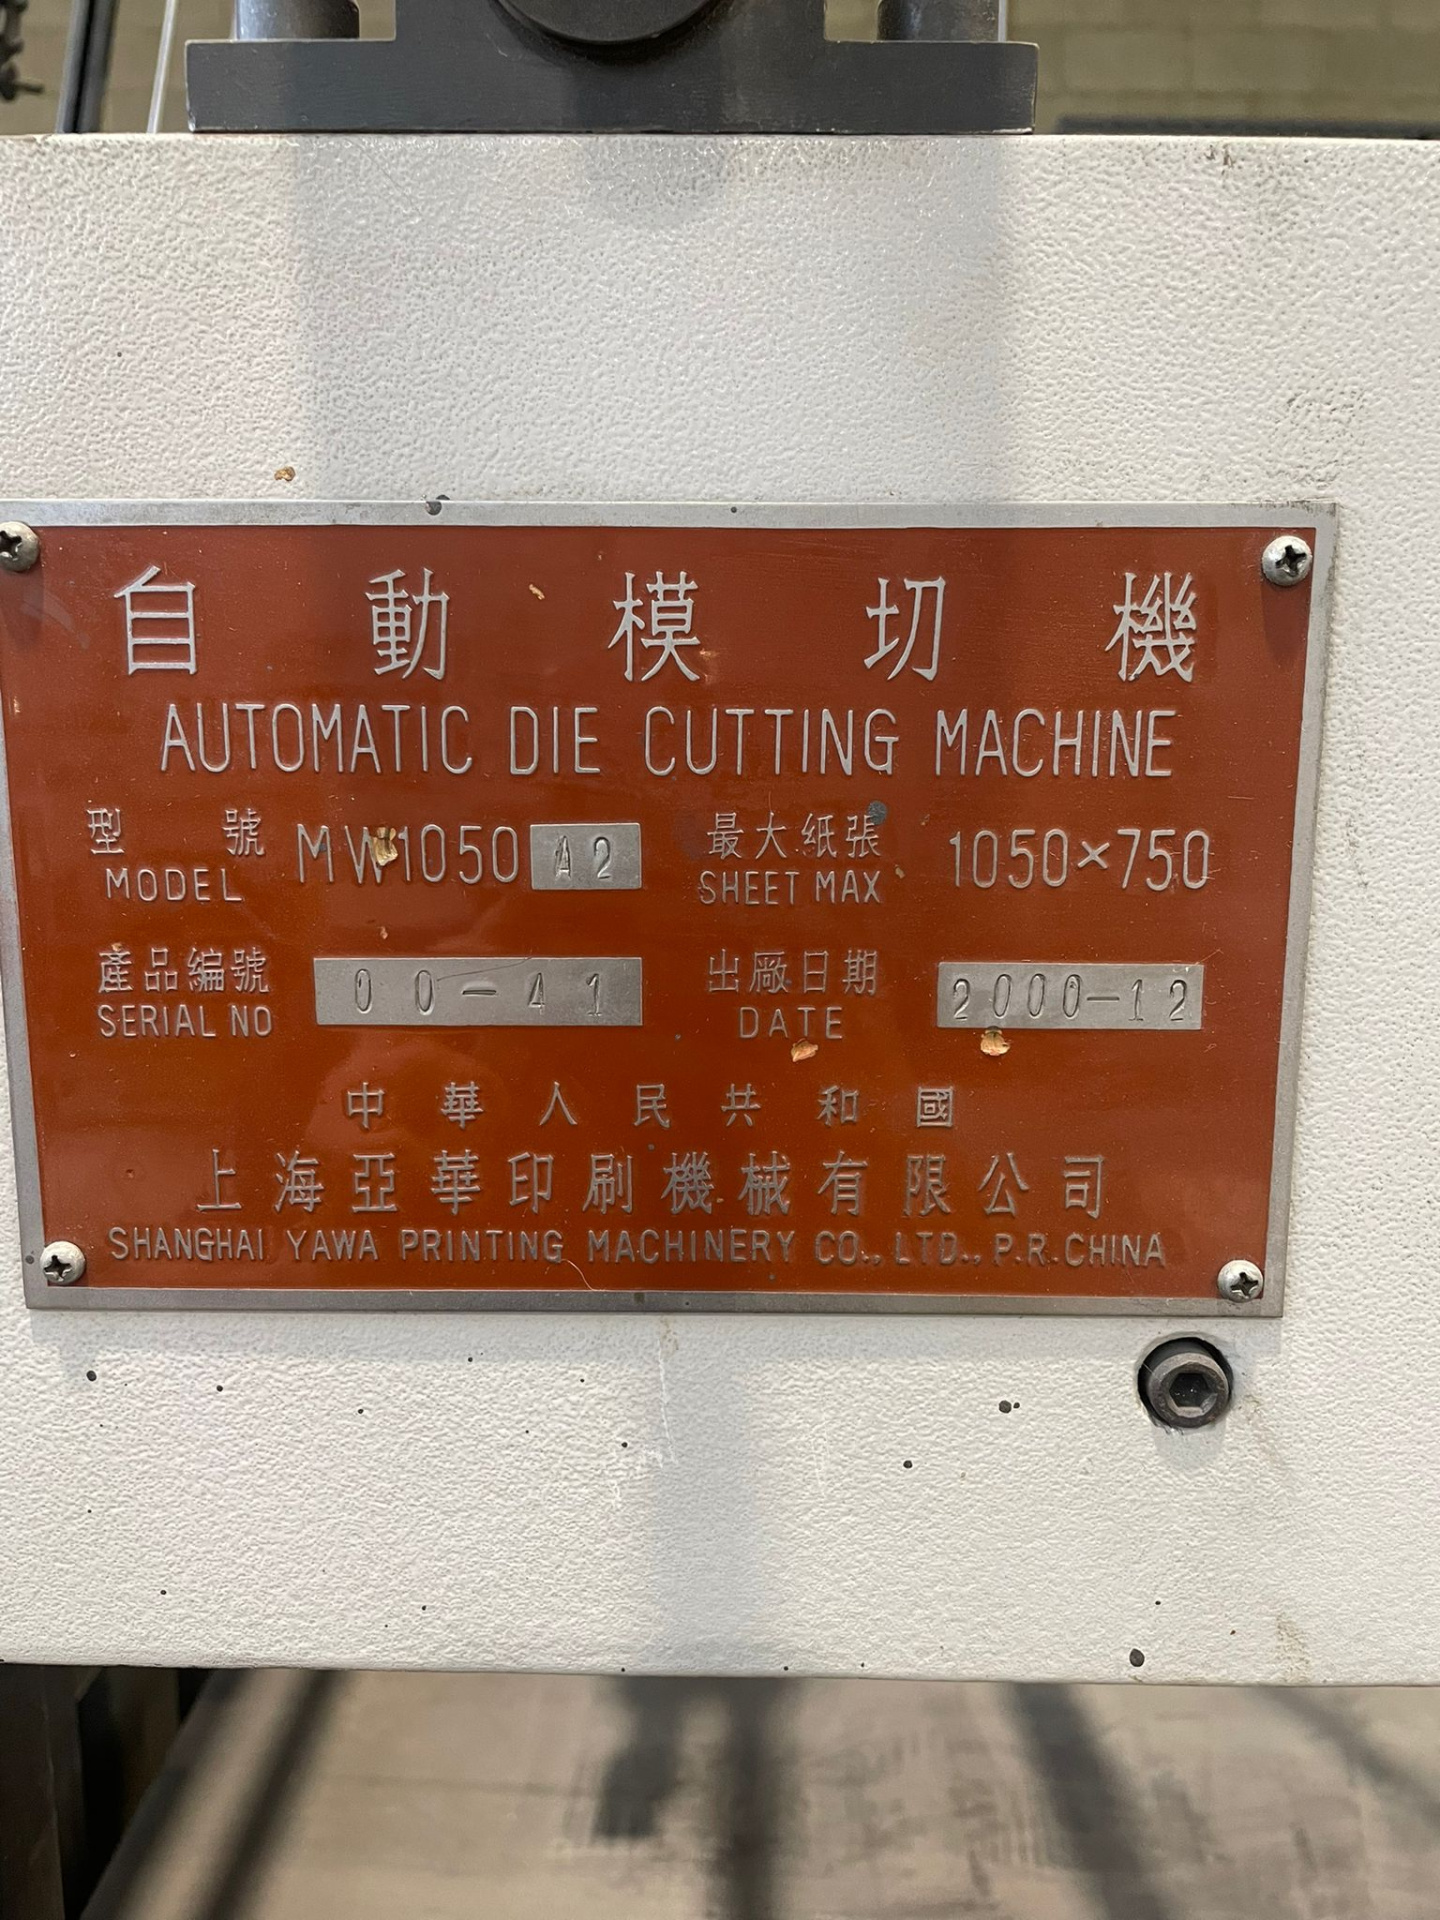 自動模切機
AUTOMATIC DIE CUTTING MACHINE
型號 MW1050 A2 最大纸張 1050×750
MODEL SHEET MAX
產品編號 00-41 出廠日期 2000-12
SERIAL NO DATE
中華人民共和國
上海亞華印刷機械有限公司
SHANGHAI YAWA PRINTING MACHINERY CO., LTD., P.R.CHINA